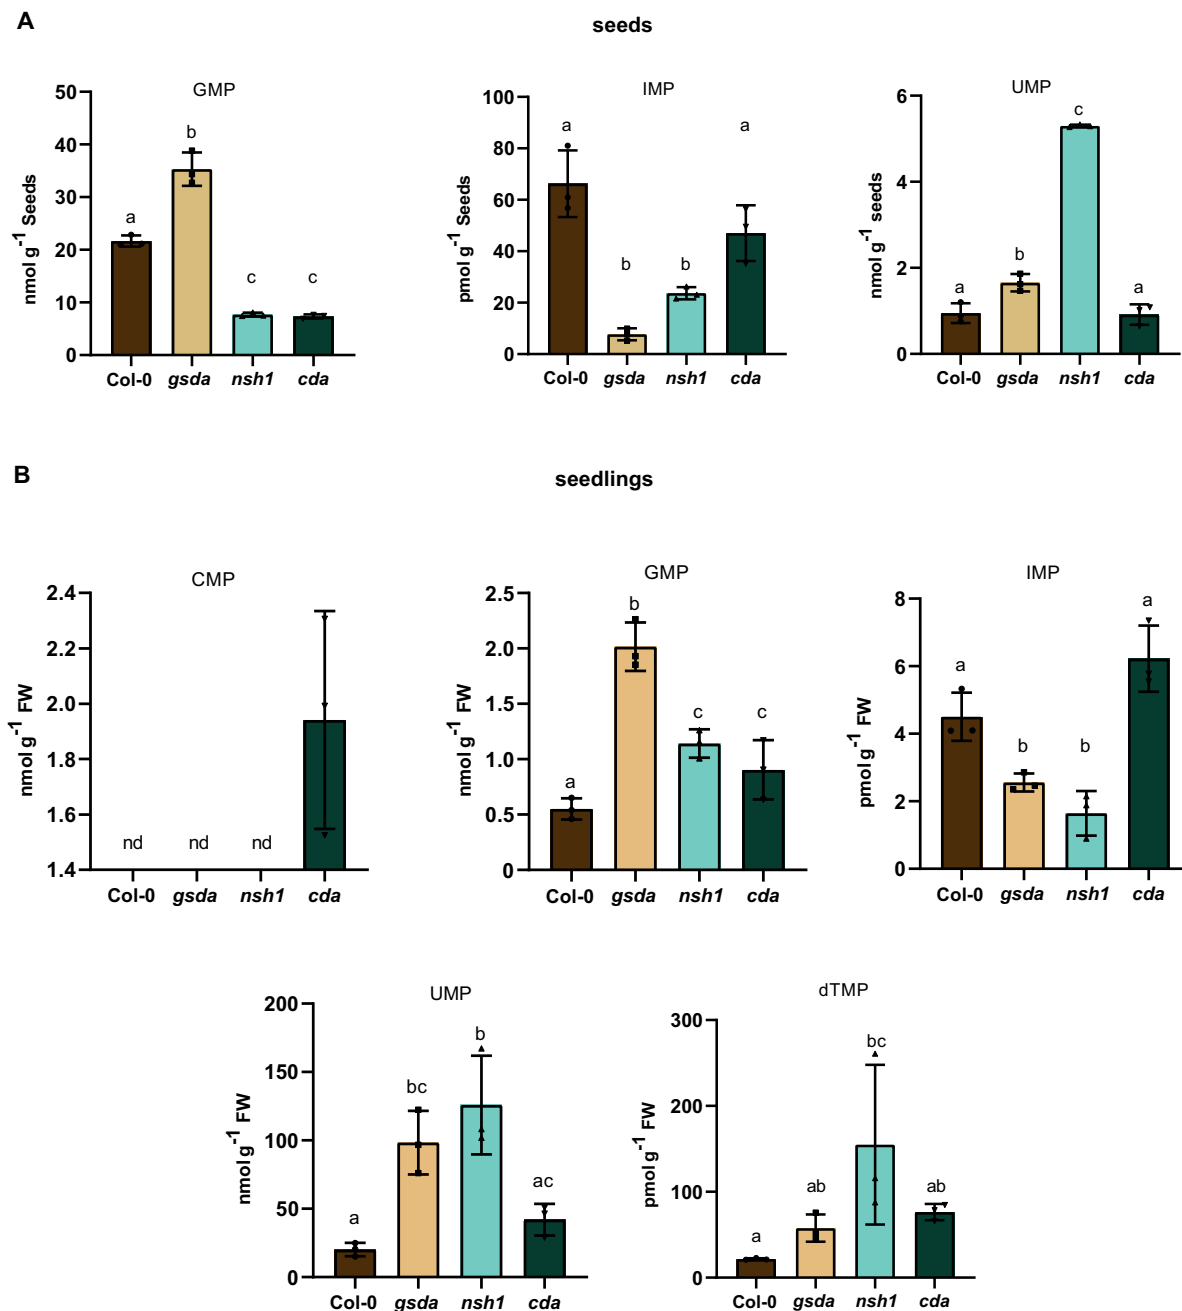 A
seeds
GMP
nmol g⁻¹ Seeds
50
40
30
20
10
0
a
b
c
c
Col-0 gsda nsh1 cda
IMP
pmol g⁻¹ Seeds
100
80
60
40
20
0
a
b
b
a
Col-0 gsda nsh1 cda
UMP
nmol g⁻¹ seeds
6
4
2
0
a
b
c
a
Col-0 gsda nsh1 cda
B
seedlings
CMP
nmol g⁻¹ FW
2.4
2.2
2.0
1.8
1.6
1.4
nd nd nd
Col-0 gsda nsh1 cda
GMP
nmol g⁻¹ FW
2.5
2.0
1.5
1.0
0.5
0
a
b
c
c
Col-0 gsda nsh1 cda
IMP
pmol g⁻¹ FW
8
6
4
2
0
a
b
b
a
Col-0 gsda nsh1 cda
UMP
nmol g⁻¹ FW
200
150
100
50
0
a
bc
b
ac
Col-0 gsda nsh1 cda
dTMP
pmol g⁻¹ FW
300
200
100
0
a
ab
bc
ab
Col-0 gsda nsh1 cda